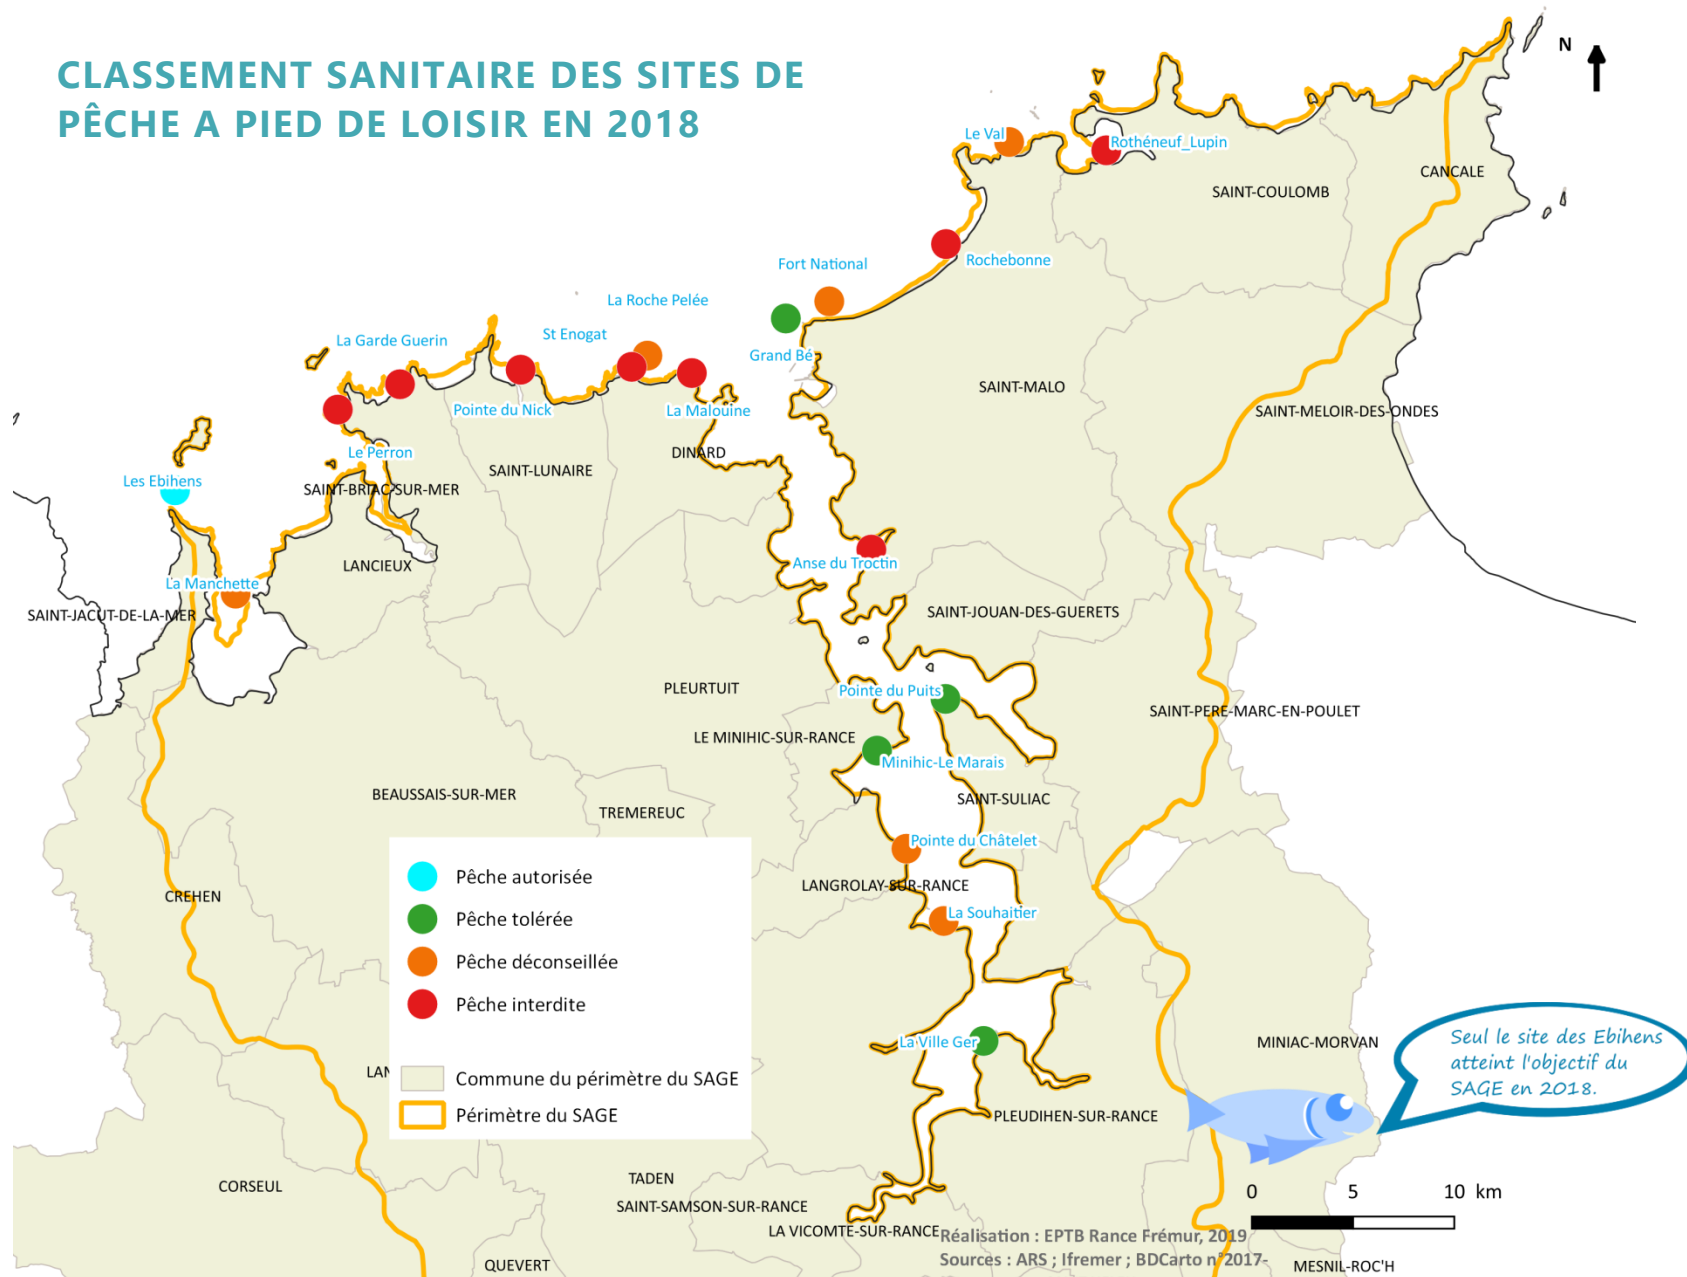 CLASSEMENT SANITAIRE DES SITES DE
PÊCHE A PIED DE LOISIR EN 2018
N
Le Val
Rothéneuf_Lupin
CANCALE
SAINT-COULOMB
Rochebonne
Fort National
La Roche Pelée
St Enogat
La Garde Guerin
Grand Bé
SAINT-MALO
Pointe du Nick
La Malouine
SAINT-MELOIR-DES-ONDES
Le Perron
DINARD
SAINT-LUNAIRE
Les Ebihens
SAINT-BRIAC-SUR-MER
LANCIEUX
Anse du Troctin
La Manchette
SAINT-JACUT-DE-LA-MER
SAINT-JOUAN-DES-GUERETS
PLEURTUIT
Pointe du Puits
SAINT-PERE-MARC-EN-POULET
LE MINIHIC-SUR-RANCE
Minihic-Le Marais
BEAUSSAIS-SUR-MER
SAINT-SULIAC
TREMEREUC
Pointe du Châtelet
LANGROLAY-SUR-RANCE
CREHEN
La Souhaitier
Pêche autorisée
Pêche tolérée
Pêche déconseillée
Pêche interdite
Commune du périmètre du SAGE
Périmètre du SAGE
LAN
La Ville Ger
MINIAC-MORVAN
Seul le site des Ebihens
atteint l'objectif du
SAGE en 2018.
PLEUDIHEN-SUR-RANCE
CORSEUL
TADEN
SAINT-SAMSON-SUR-RANCE
LA VICOMTE-SUR-RANCE
0 5 10 km
Réalisation : EPTB Rance Frémur, 2019
Sources : ARS ; Ifremer ; BDCarto n°2017-
QUEVERT
MESNIL-ROC'H